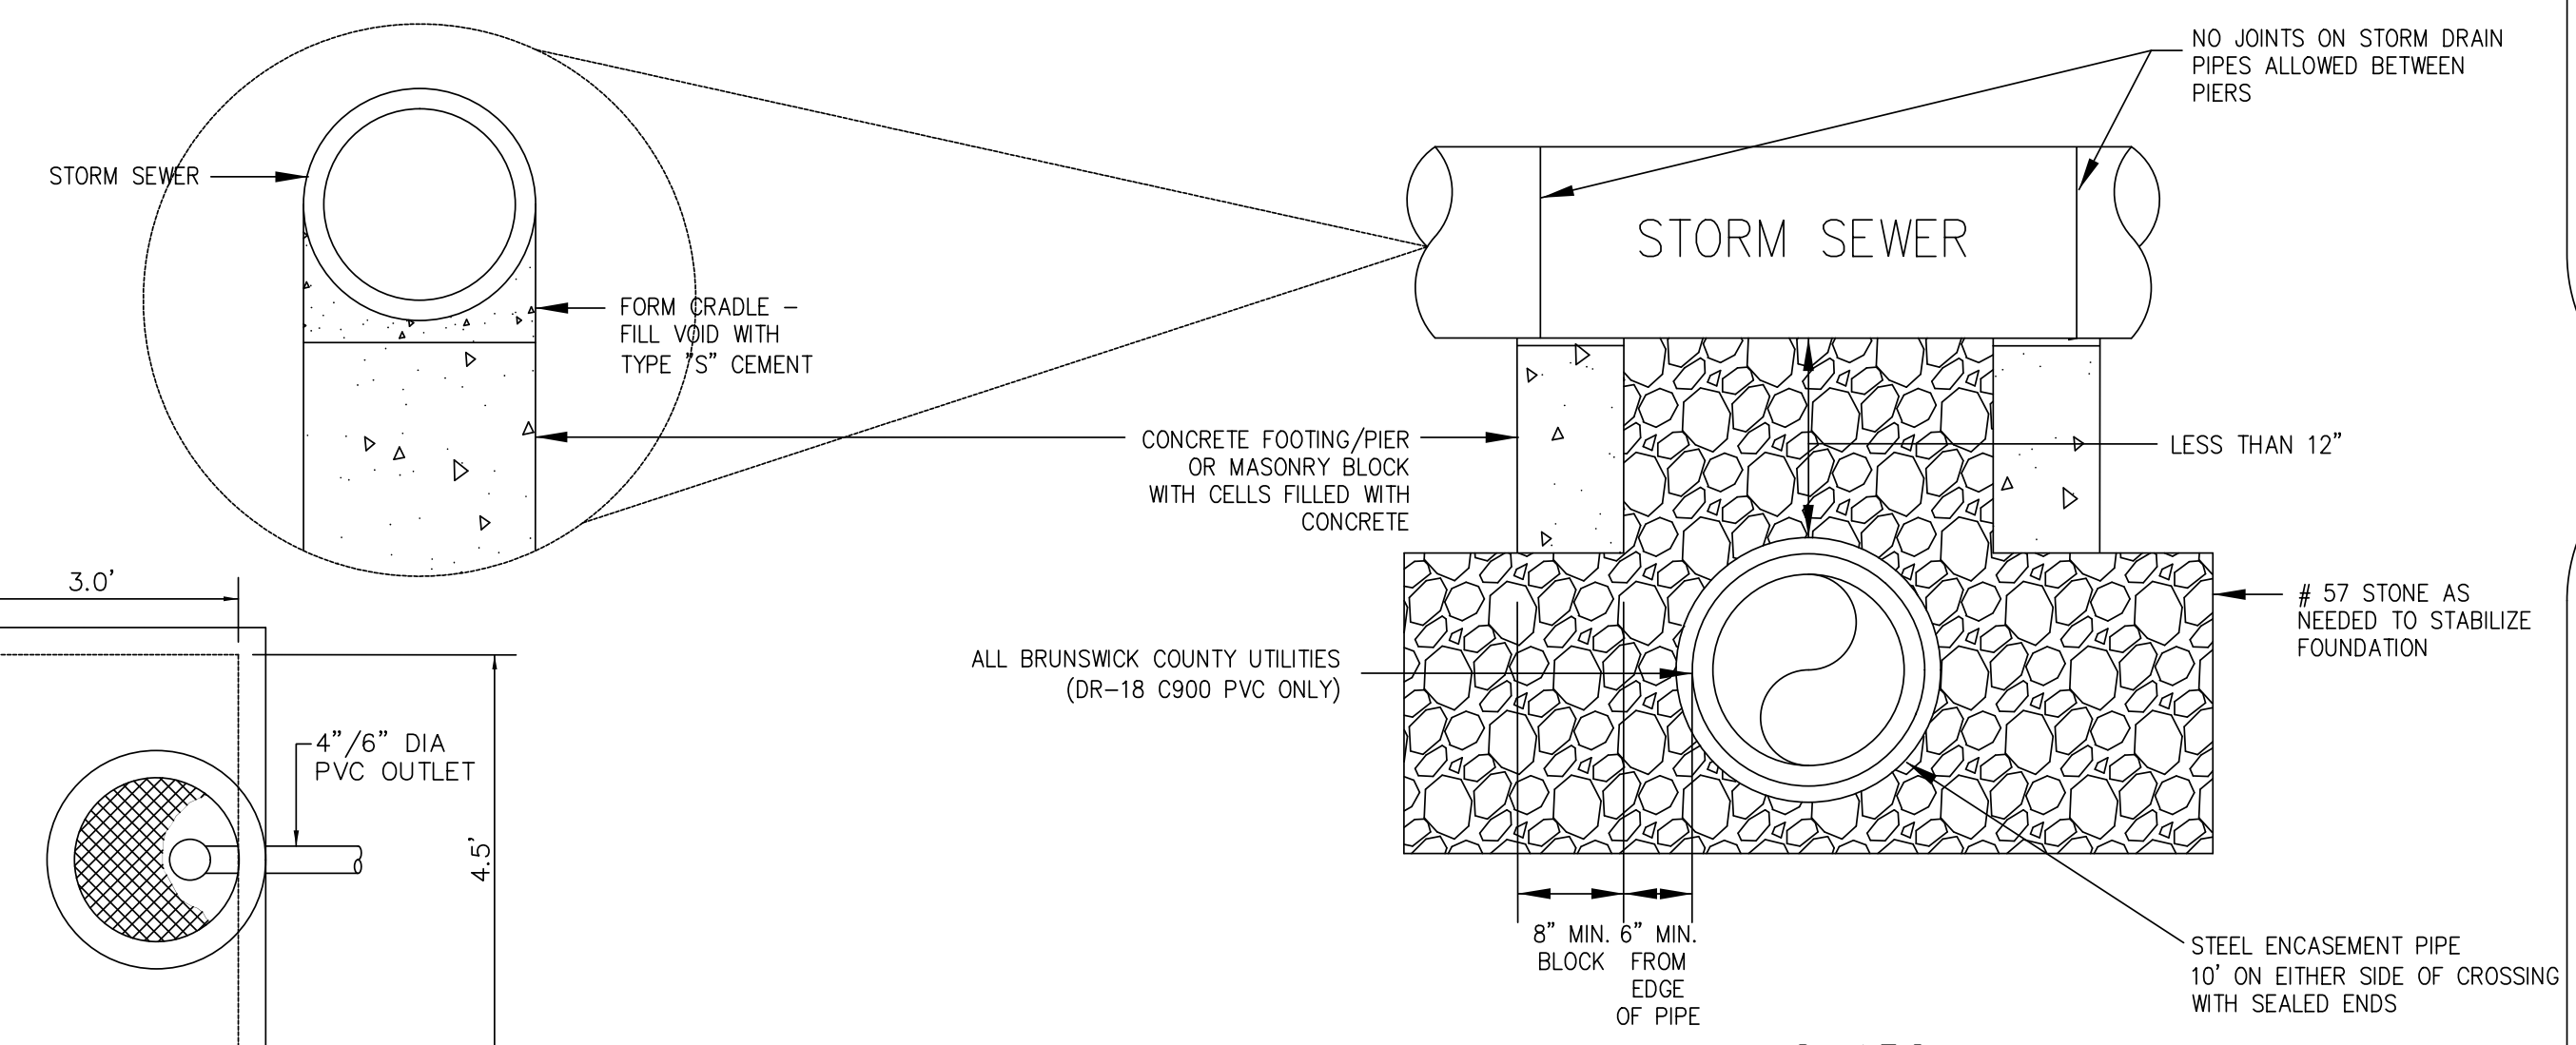 NO JOINTS ON STORM DRAIN
PIPES ALLOWED BETWEEN
PIERS
STORM SEWER
STORM SEWER
FORM CRADLE –
FILL VOID WITH
TYPE "S" CEMENT
CONCRETE FOOTING/PIER
OR MASONRY BLOCK
WITH CELLS FILLED WITH
CONCRETE
LESS THAN 12"
3.0'
# 57 STONE AS
NEEDED TO STABILIZE
FOUNDATION
ALL BRUNSWICK COUNTY UTILITIES
(DR–18 C900 PVC ONLY)
4"/6" DIA
PVC OUTLET
4.5'
8" MIN.
BLOCK
6" MIN.
FROM
EDGE
OF PIPE
STEEL ENCASEMENT PIPE
10' ON EITHER SIDE OF CROSSING
WITH SEALED ENDS